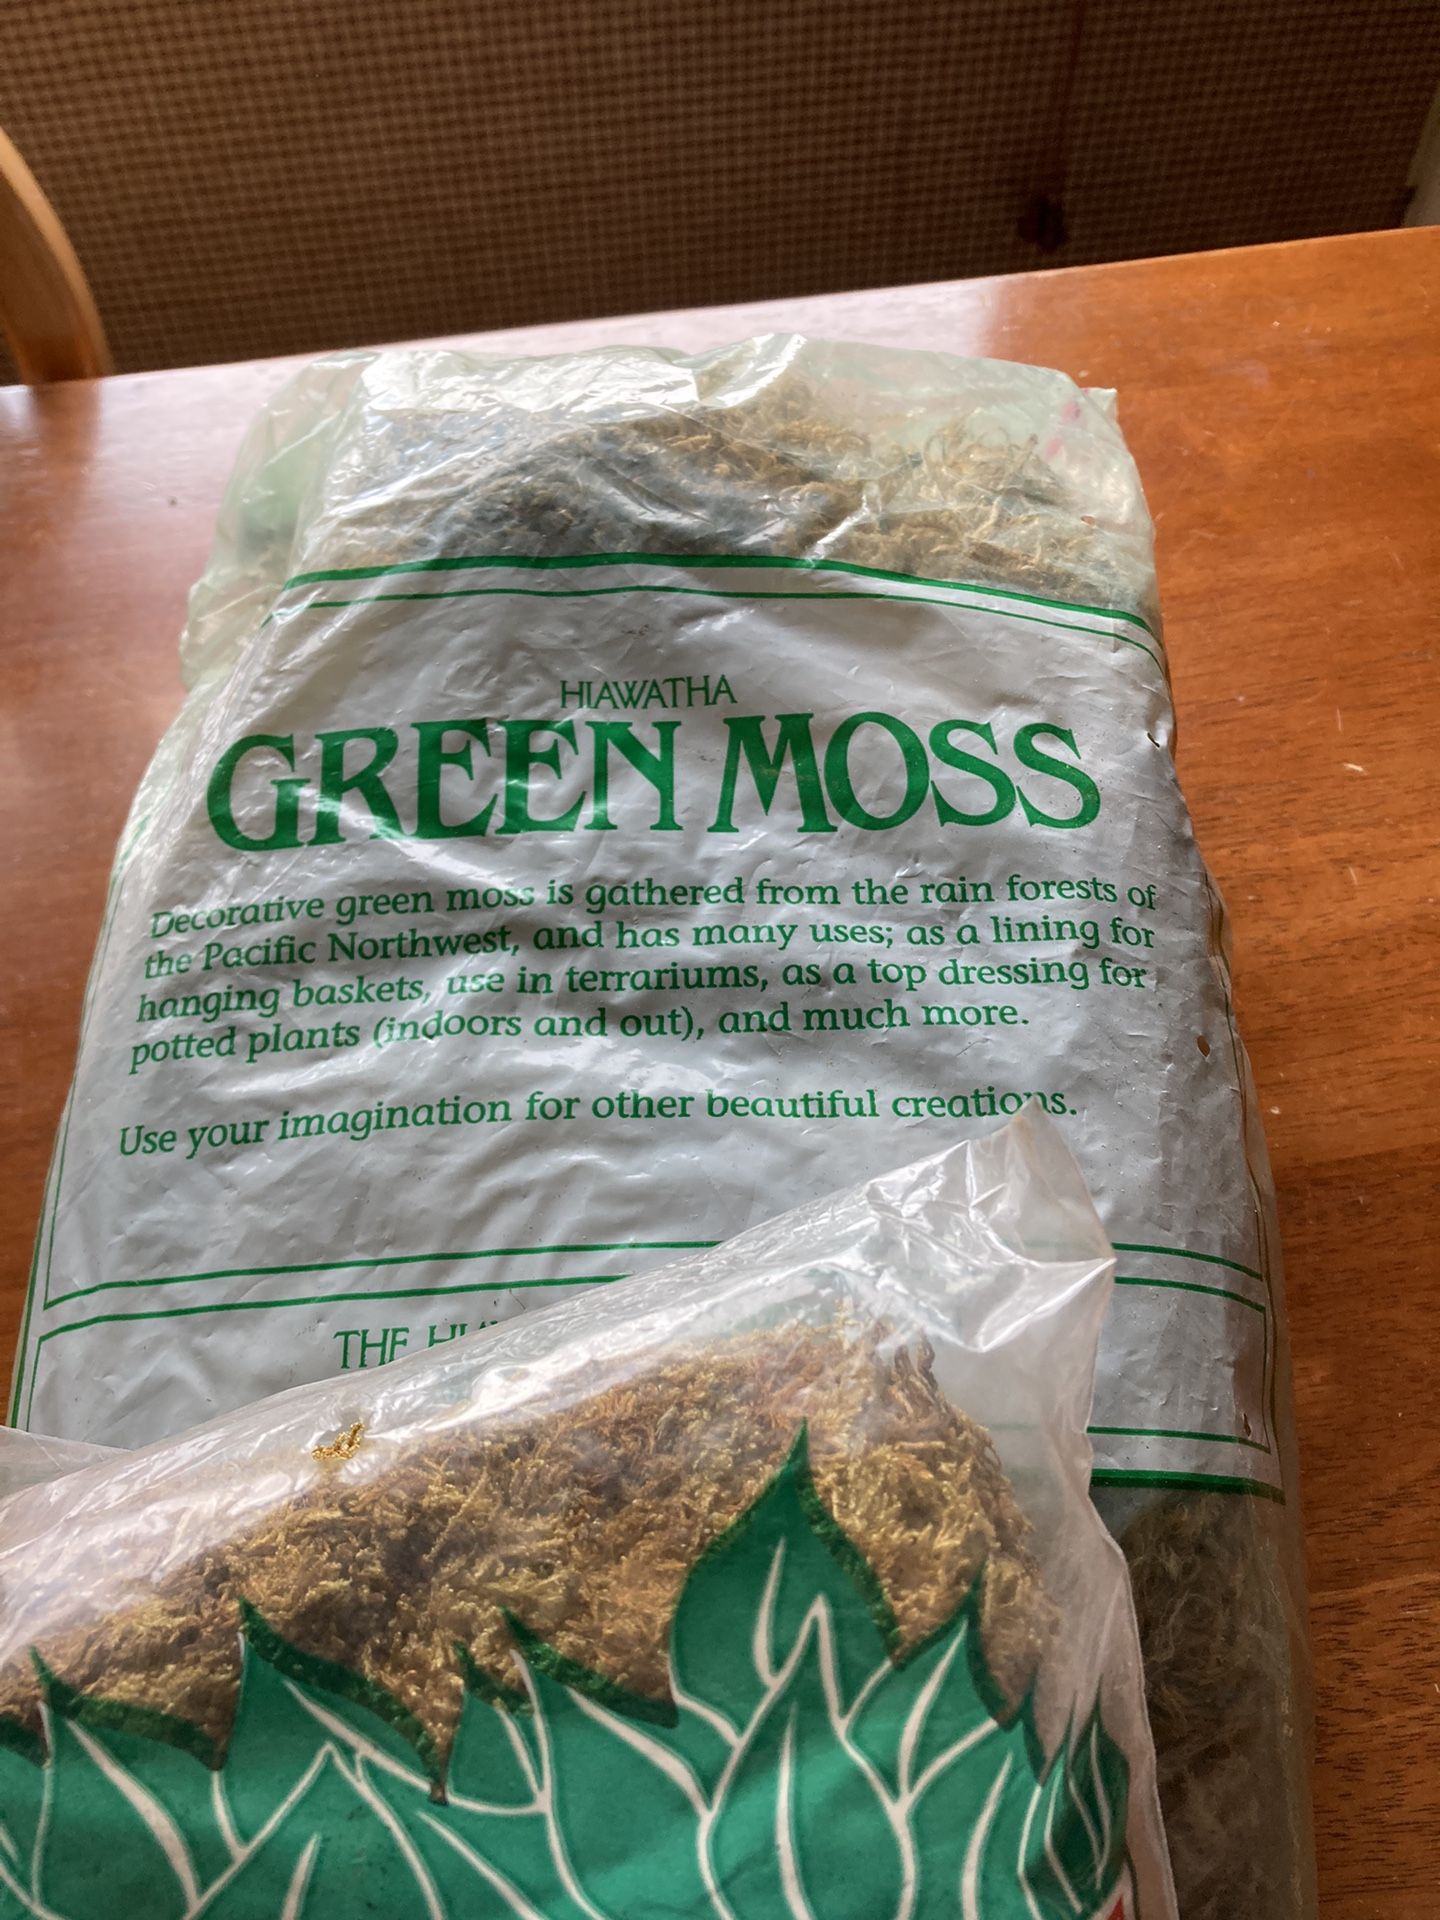 HIAWATHA
GREEN MOSS
Decorative green moss is gathered from the rain forests of
the Pacific Northwest, and has many uses; as a lining for
hanging baskets, use in terrariums, as a top dressing for
potted plants (indoors and out), and much more.
Use your imagination for other beautiful creations.
THE